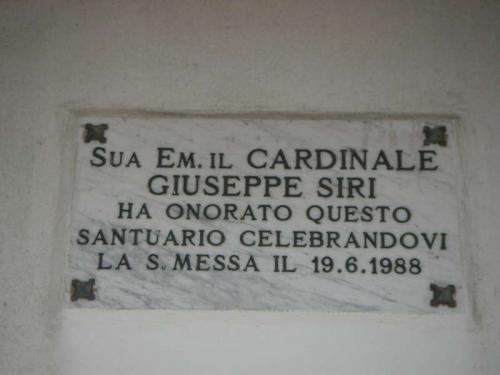 SUA EM. IL CARDINALE
GIUSEPPE SIRI
HA ONORATO QUESTO
SANTUARIO CELEBRANDOVI
LA S. MESSA IL 19.6.1988